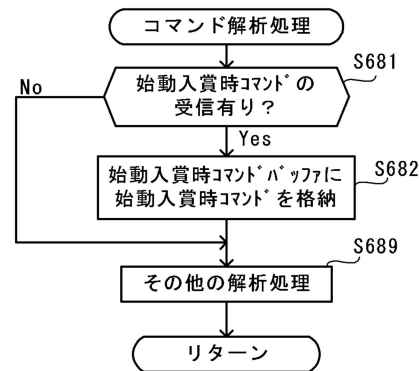 コマンド解析処理
S681
始動入賞時ｺﾏﾝﾄﾞの
受信有り？
No
Yes
S682
始動入賞時ｺﾏﾝﾄﾞﾊﾞｯﾌｧに
始動入賞時ｺﾏﾝﾄﾞを格納
S689
その他の解析処理
リターン